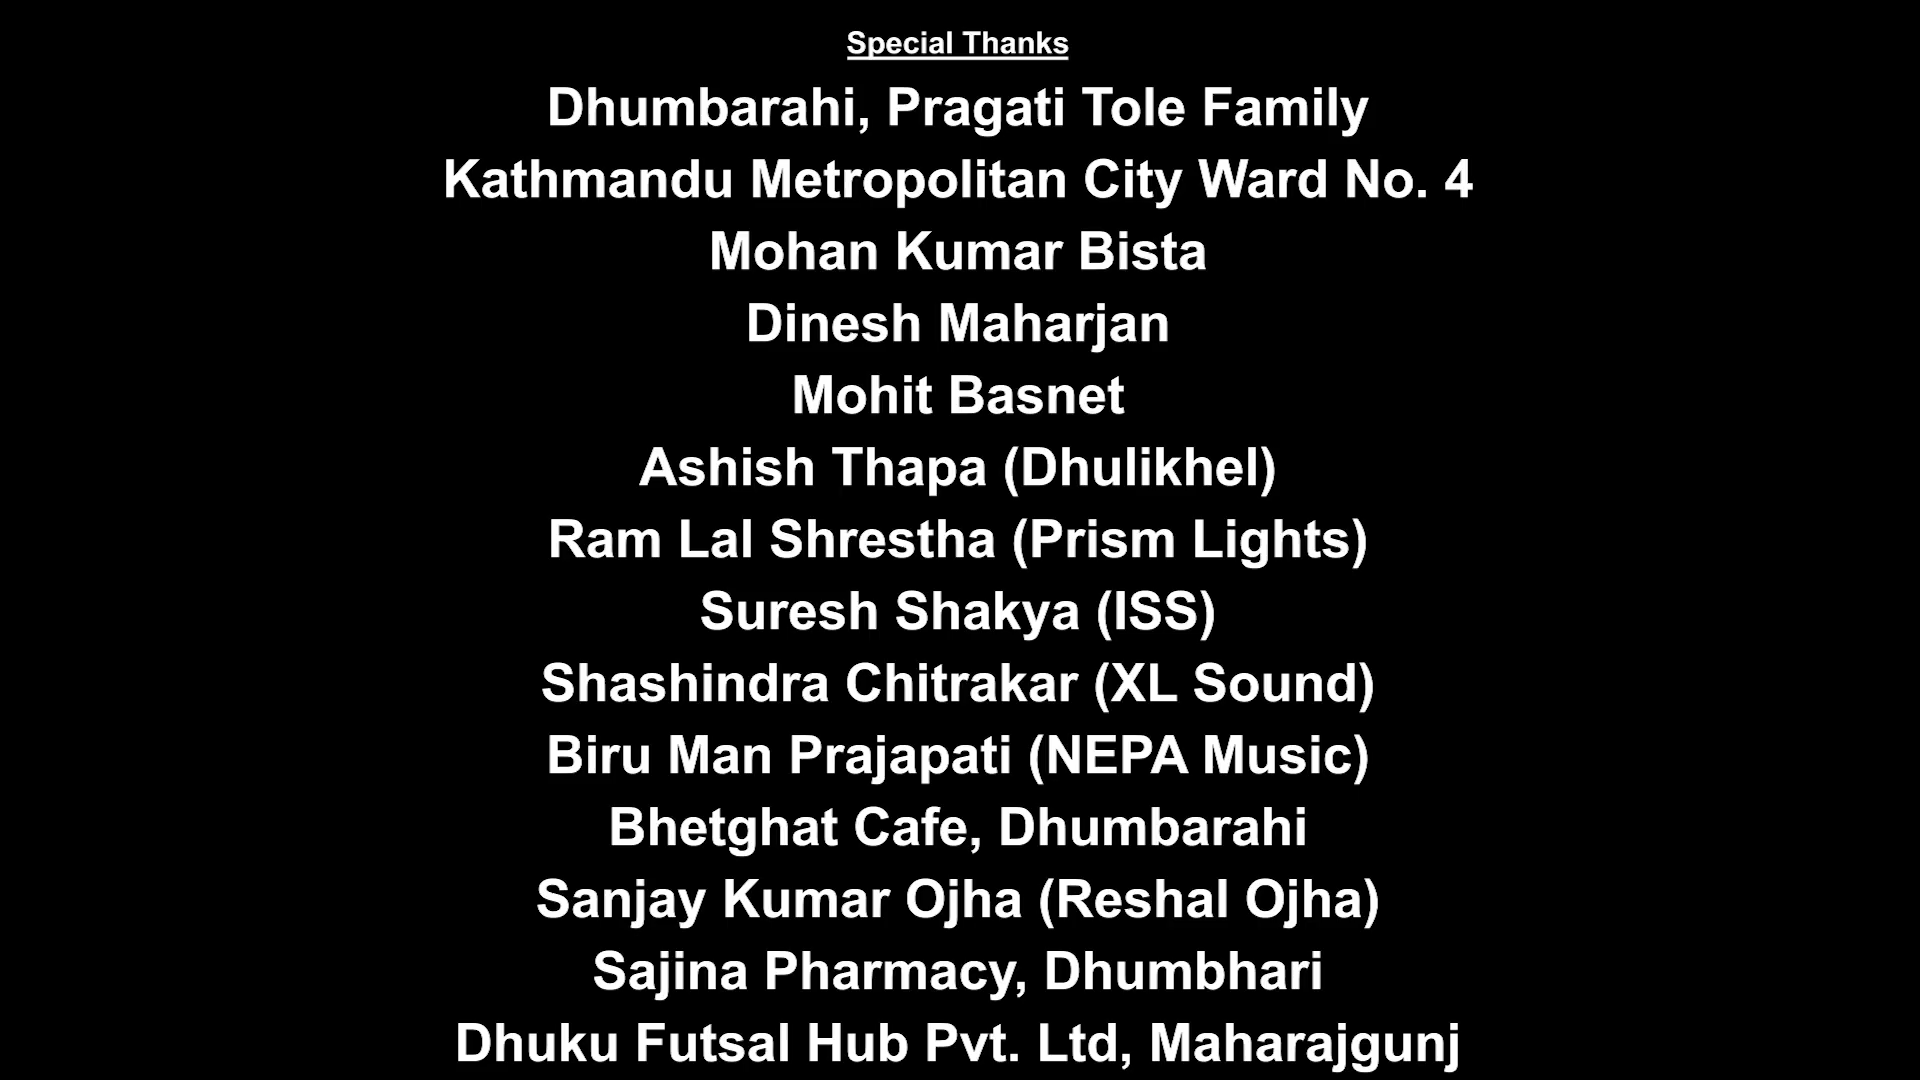 Special Thanks
Dhumbarahi, Pragati Tole Family
Kathmandu Metropolitan City Ward No. 4
Mohan Kumar Bista
Dinesh Maharjan
Mohit Basnet
Ashish Thapa (Dhulikhel)
Ram Lal Shrestha (Prism Lights)
Suresh Shakya (ISS)
Shashindra Chitrakar (XL Sound)
Biru Man Prajapati (NEPA Music)
Bhetghat Cafe, Dhumbarahi
Sanjay Kumar Ojha (Reshal Ojha)
Sajina Pharmacy, Dhumbhari
Dhuku Futsal Hub Pvt. Ltd, Maharajgunj